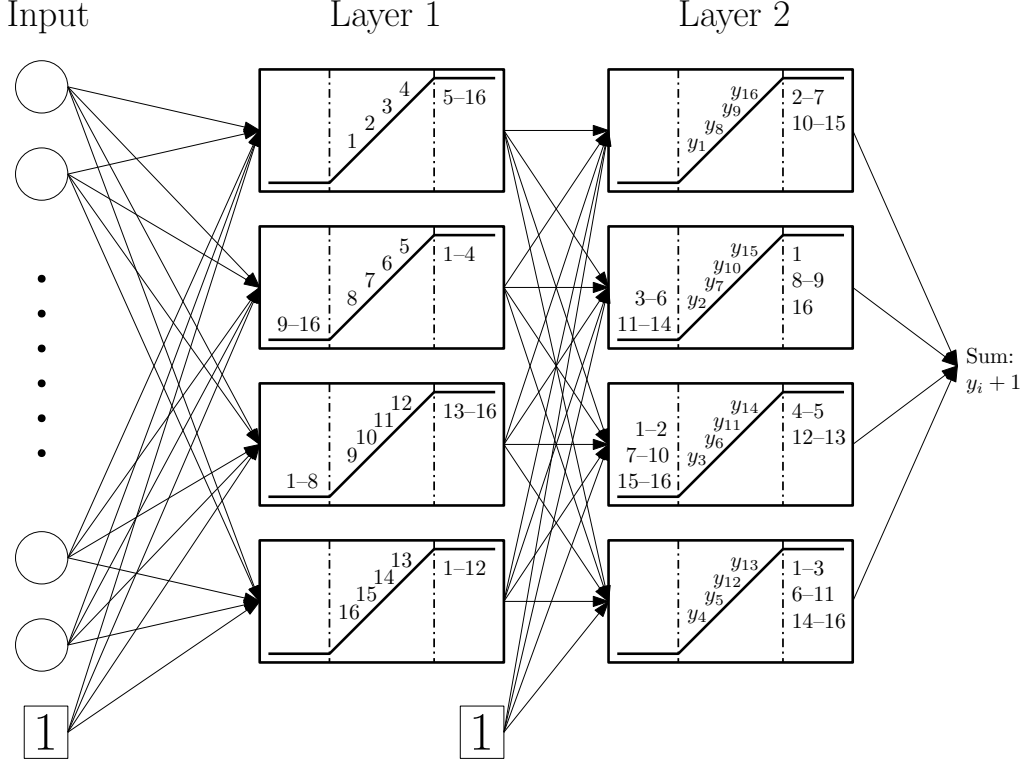 Input
Layer 1
Layer 2
1
2
3
4
5–16
y₁
y₈
y₉
y₁₆
2–7
10–15
9–16
8
7
6
5
1–4
3–6
11–14
y₂
y₇
y₁₀
y₁₅
1
8–9
16
Sum:
yᵢ + 1
1–8
9
10
11
12
13–16
1–2
7–10
15–16
y₃
y₆
y₁₁
y₁₄
4–5
12–13
16
15
14
13
1–12
y₄
y₅
y₁₂
y₁₃
1–3
6–11
14–16
1
1